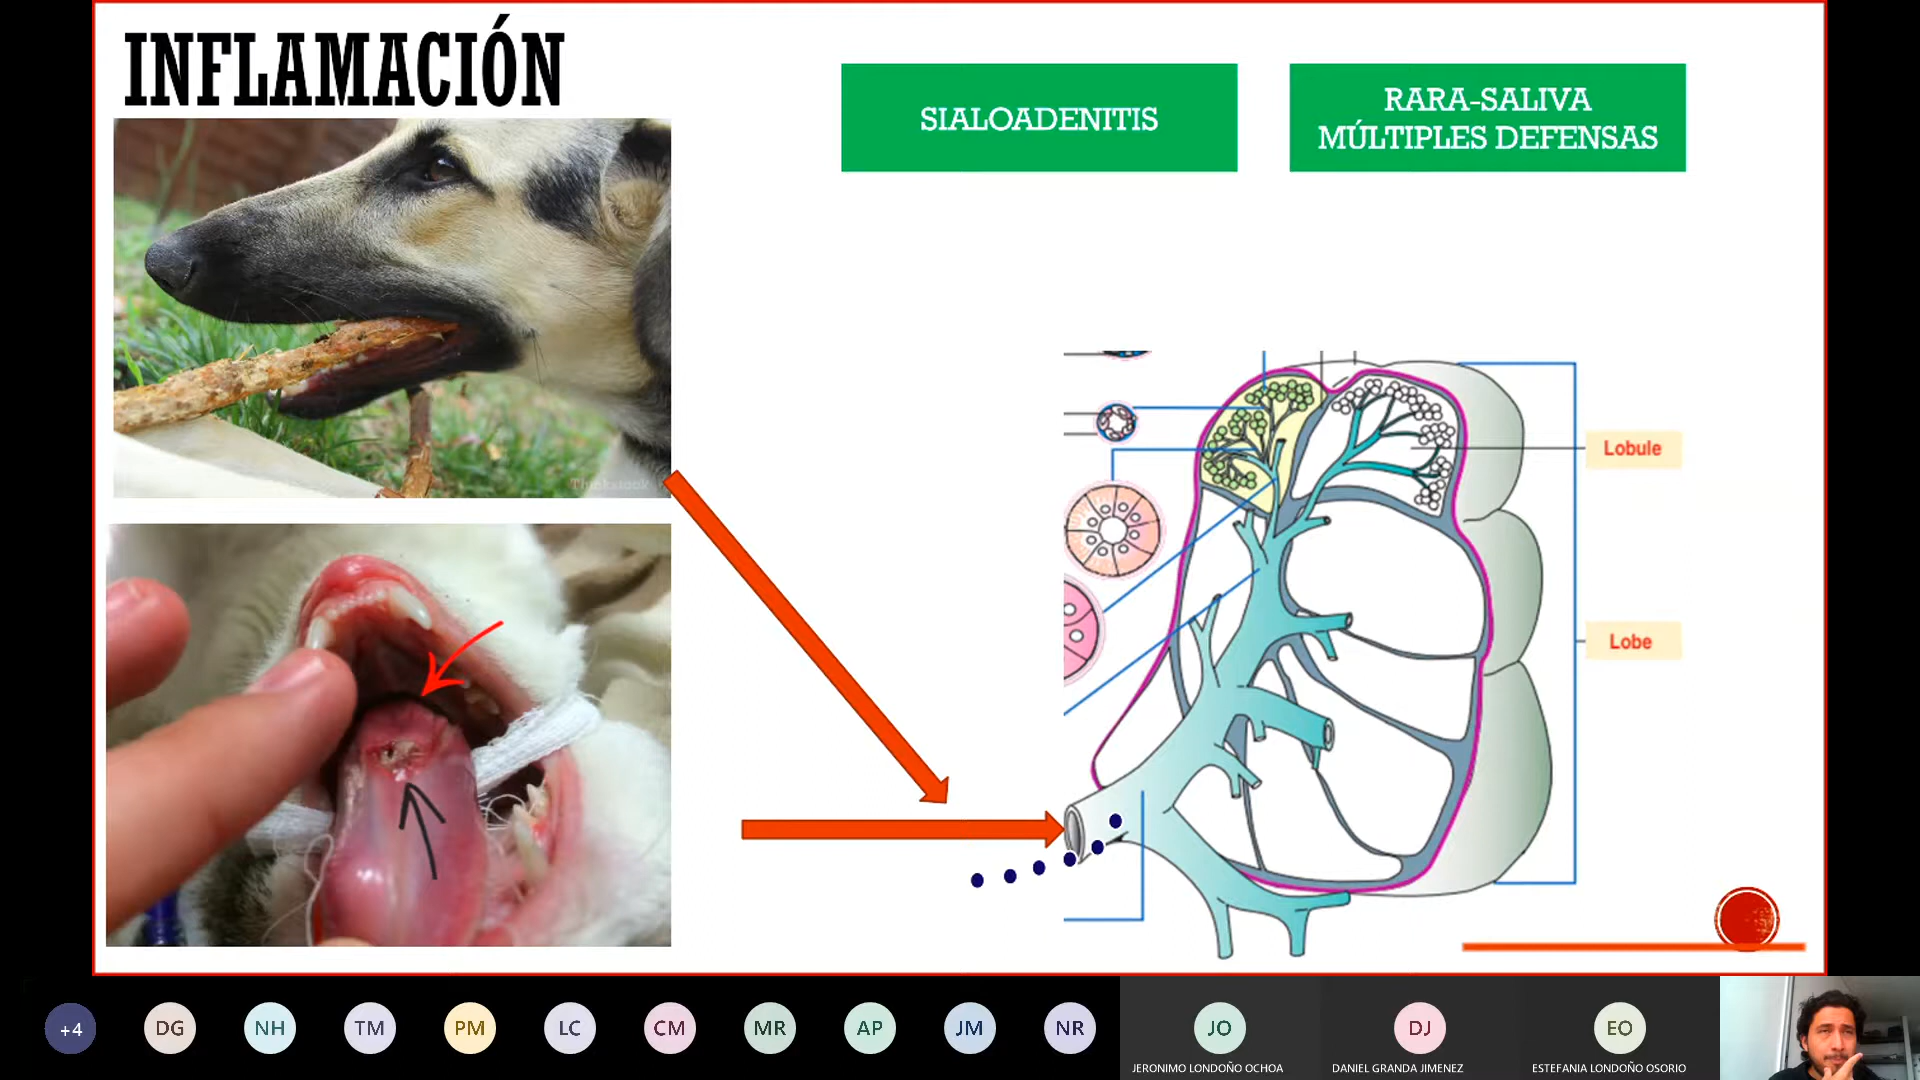 INFLAMACIÓN
SIALOADENITIS
RARA-SALIVA
MÚLTIPLES DEFENSAS
Thinkstock
Lobule
Lobe
+4
DG
NH
TM
PM
LC
CM
MR
AP
JM
NR
JO
DJ
EO
JERONIMO LONDOÑO OCHOA
DANIEL GRANDA JIMENEZ
ESTEFANIA LONDOÑO OSORIO